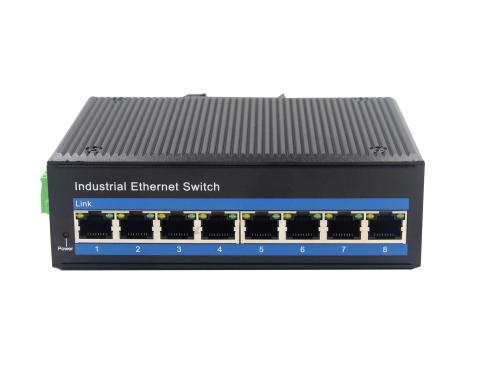 Industrial Ethernet Switch
Link
Power
1 2 3 4 5 6 7 8